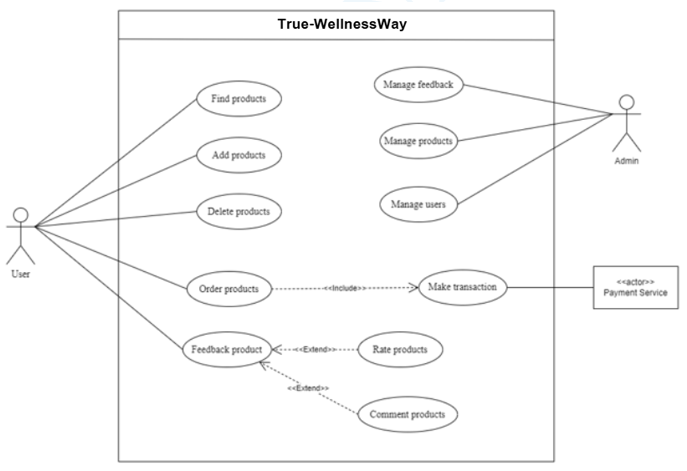 True-WellnessWay
Find products
Manage feedback
Add products
Manage products
Admin
Delete products
Manage users
User
Order products
<<Include>>
Make transaction
<<actor>>
Payment Service
Feedback product
<<Extend>>
Rate products
<<Extend>>
Comment products